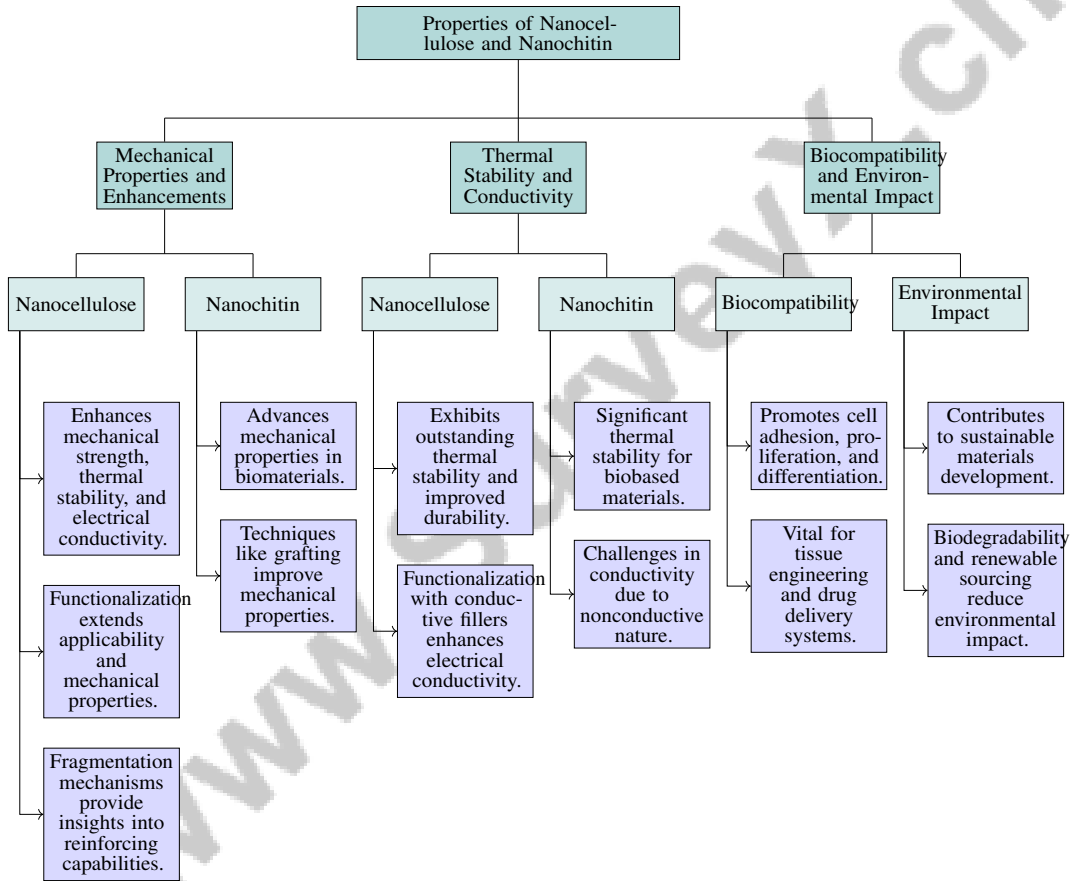 Properties of Nanocel-
lulose and Nanochitin
Mechanical
Properties and
Enhancements
Thermal
Stability and
Conductivity
Biocompatibility
and Environ-
mental Impact
Nanocellulose
Nanochitin
Nanocellulose
Nanochitin
Biocompatibility
Environmental
Impact
Enhances
mechanical
strength,
thermal
stability, and
electrical
conductivity.
Functionalization
extends
applicability
and
mechanical
properties.
Fragmentation
mechanisms
provide
insights into
reinforcing
capabilities.
Advances
mechanical
properties in
biomaterials.
Techniques
like grafting
improve
mechanical
properties.
Exhibits
outstanding
thermal
stability and
improved
durability.
Functionalization
with conduc-
tive fillers
enhances
electrical
conductivity.
Significant
thermal
stability for
biobased
materials.
Challenges in
conductivity
due to
nonconductive
nature.
Promotes cell
adhesion, pro-
liferation, and
differentiation.
Vital for
tissue
engineering
and drug
delivery
systems.
Contributes
to sustainable
materials
development.
Biodegradability
and renewable
sourcing
reduce
environmental
impact.
www.surveyx.cn